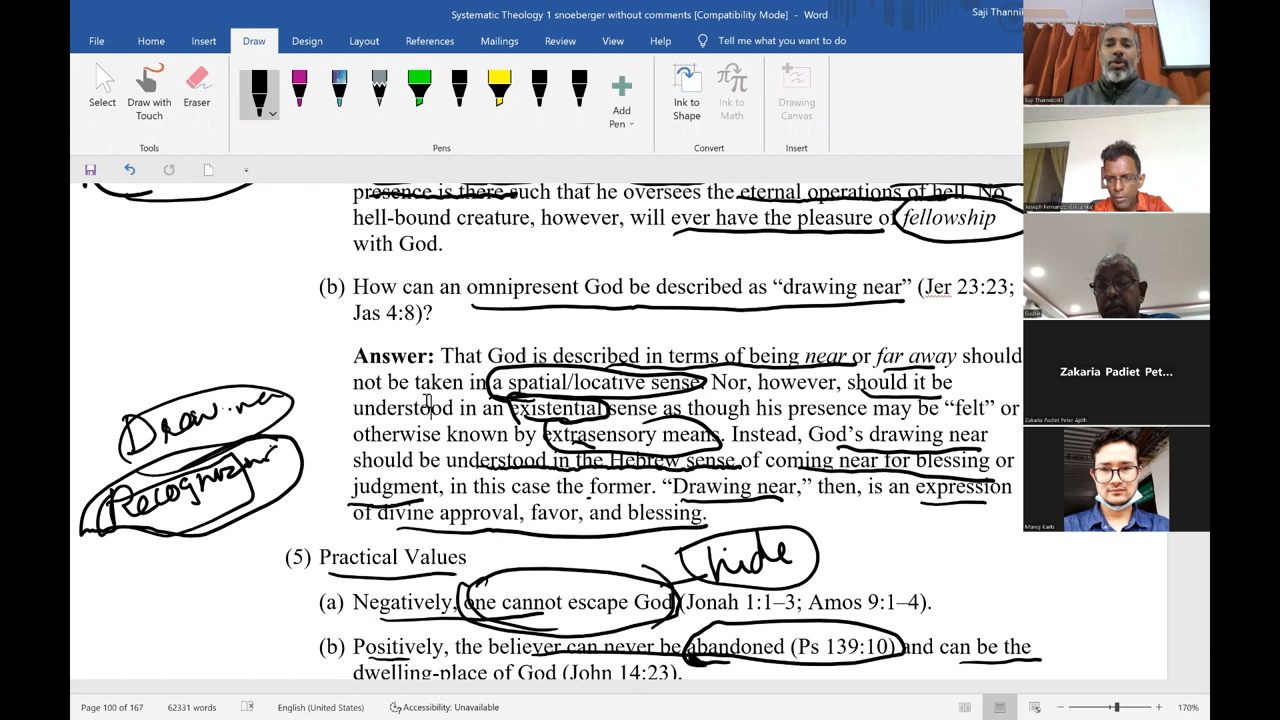 Systematic Theology 1 snoeberger without comments [Compatibility Mode] - Word
Saji Thannik
File Home Insert Draw Design Layout References Mailings Review View Help Tell me what you want to do
Select
Draw with Touch
Eraser
Add Pen
Ink to Shape
Ink to Math
Drawing Canvas
Tools
Pens
Convert
Insert
presence is there such that he oversees the eternal operations of hell. No
hell-bound creature, however, will ever have the pleasure of fellowship
with God.
(b) How can an omnipresent God be described as “drawing near” (Jer 23:23;
Jas 4:8)?
Answer: That God is described in terms of being near or far away should
not be taken in a spatial/locative sense. Nor, however, should it be
understood in an existential sense as though his presence may be “felt” or
otherwise known by extrasensory means. Instead, God’s drawing near
should be understood in the Hebrew sense of coming near for blessing or
judgment, in this case the former. “Drawing near,” then, is an expression
of divine approval, favor, and blessing.
(5) Practical Values
hide
(a) Negatively, one cannot escape God (Jonah 1:1–3; Amos 9:1–4).
(b) Positively, the believer can never be abandoned (Ps 139:10) and can be the
dwelling-place of God (John 14:23).
Saji Thannikottil
Sudhir
Zakaria Padiet Pet...
Zakaria Padiet Peter Ajith
Manoj Karki
Page 100 of 167 62331 words English (United States) Accessibility: Unavailable 170%